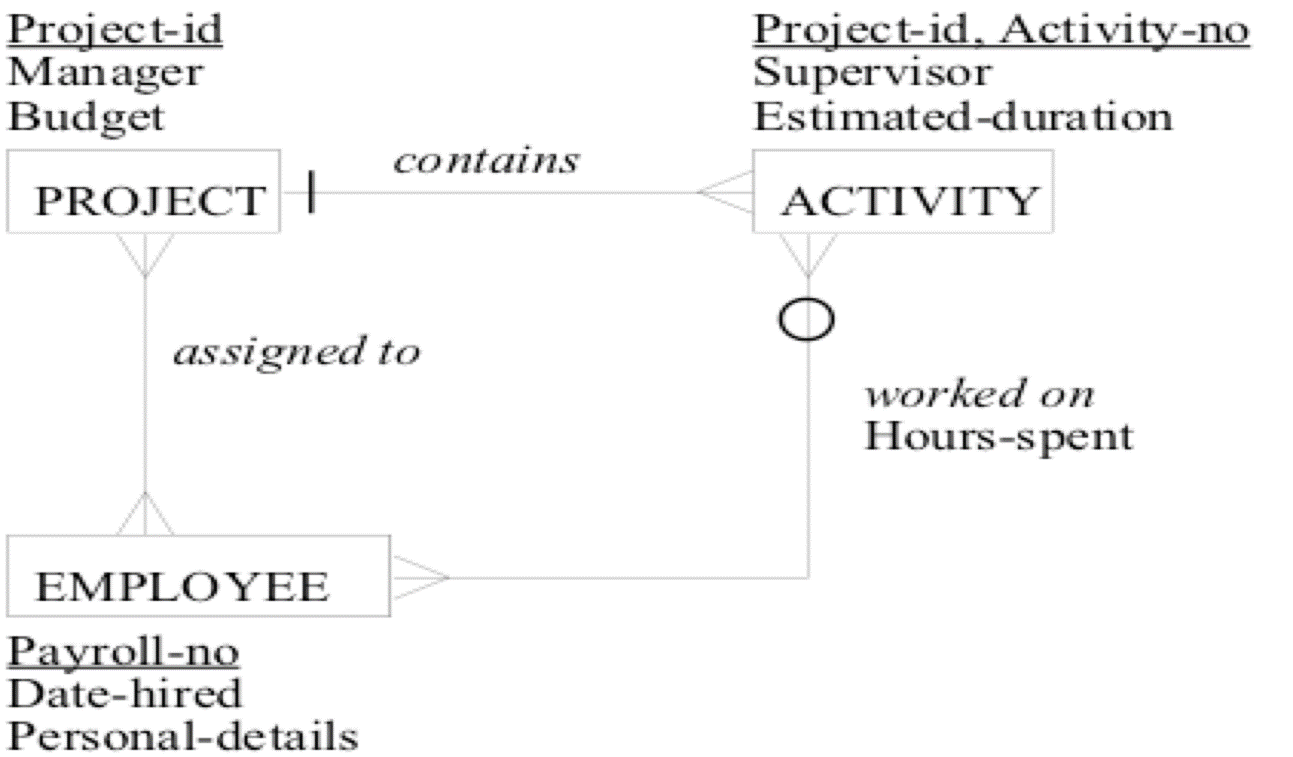 Project-id
Manager
Budget
Project-id, Activity-no
Supervisor
Estimated-duration
contains
PROJECT
ACTIVITY
assigned to
worked on
Hours-spent
EMPLOYEE
Payroll-no
Date-hired
Personal-details